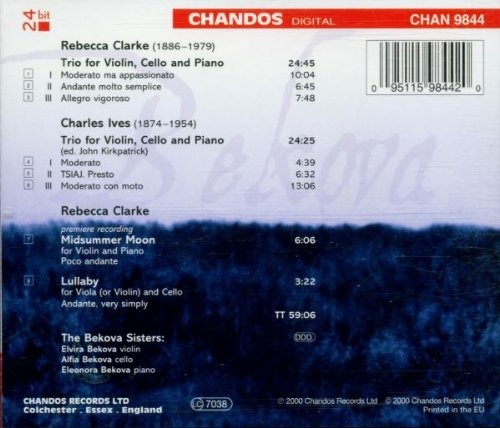 24 bit
CHANDOS DIGITAL CHAN 9844
Rebecca Clarke (1886–1979)
Trio for Violin, Cello and Piano 24:45
1 I Moderato ma appassionato 10:04
2 II Andante molto semplice 6:45
3 III Allegro vigoroso 7:48
Charles Ives (1874–1954)
Trio for Violin, Cello and Piano 24:25
(ed. John Kirkpatrick)
4 I Moderato 4:39
5 II TSIAJ. Presto 6:32
6 III Moderato con moto 13:06
0 95115 98442 0
Bekova
Rebecca Clarke
premiere recording
7 Midsummer Moon 6:06
for Violin and Piano
Poco andante
8 Lullaby 3:22
for Viola (or Violin) and Cello
Andante, very simply
TT 59:06
The Bekova Sisters: DDD
Elvira Bekova violin
Alfia Bekova cello
Eleonora Bekova piano
CHANDOS RECORDS LTD
Colchester . Essex . England
LC 7038
℗ 2000 Chandos Records Ltd © 2000 Chandos Records Ltd
Printed in the EU